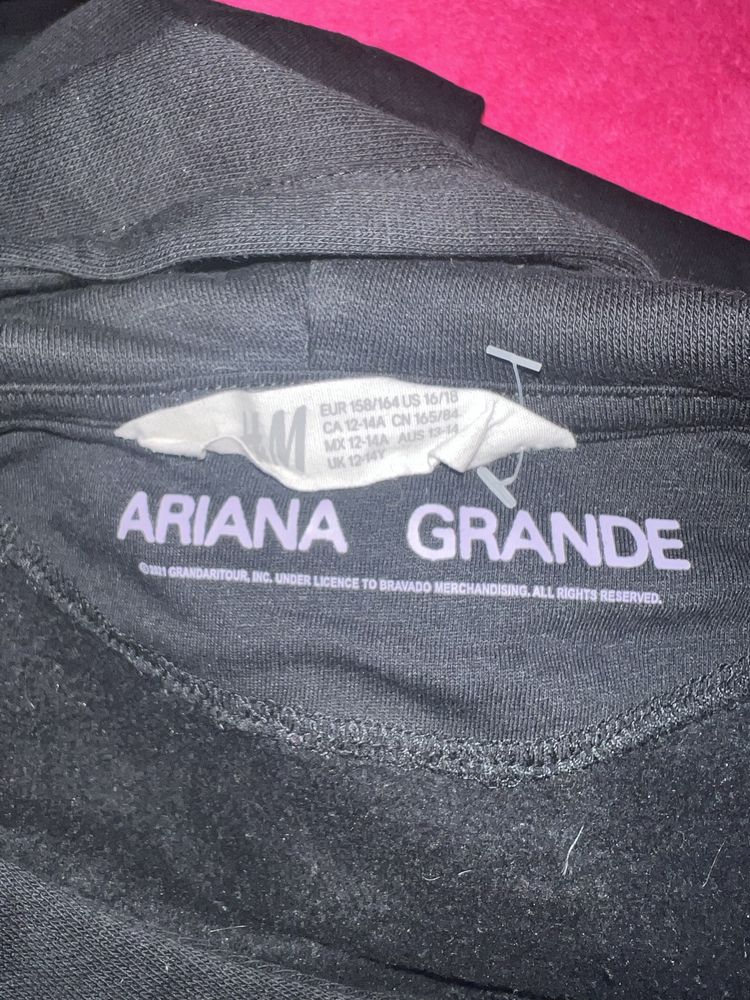 H&M
EUR 158/164 US 16/18
CA 12-14A CN 165/84
MX 12-14A AUS 13-14
UK 12-14Y
ARIANA GRANDE
©2021 GRANDARITOUR, INC. UNDER LICENCE TO BRAVADO MERCHANDISING. ALL RIGHTS RESERVED.